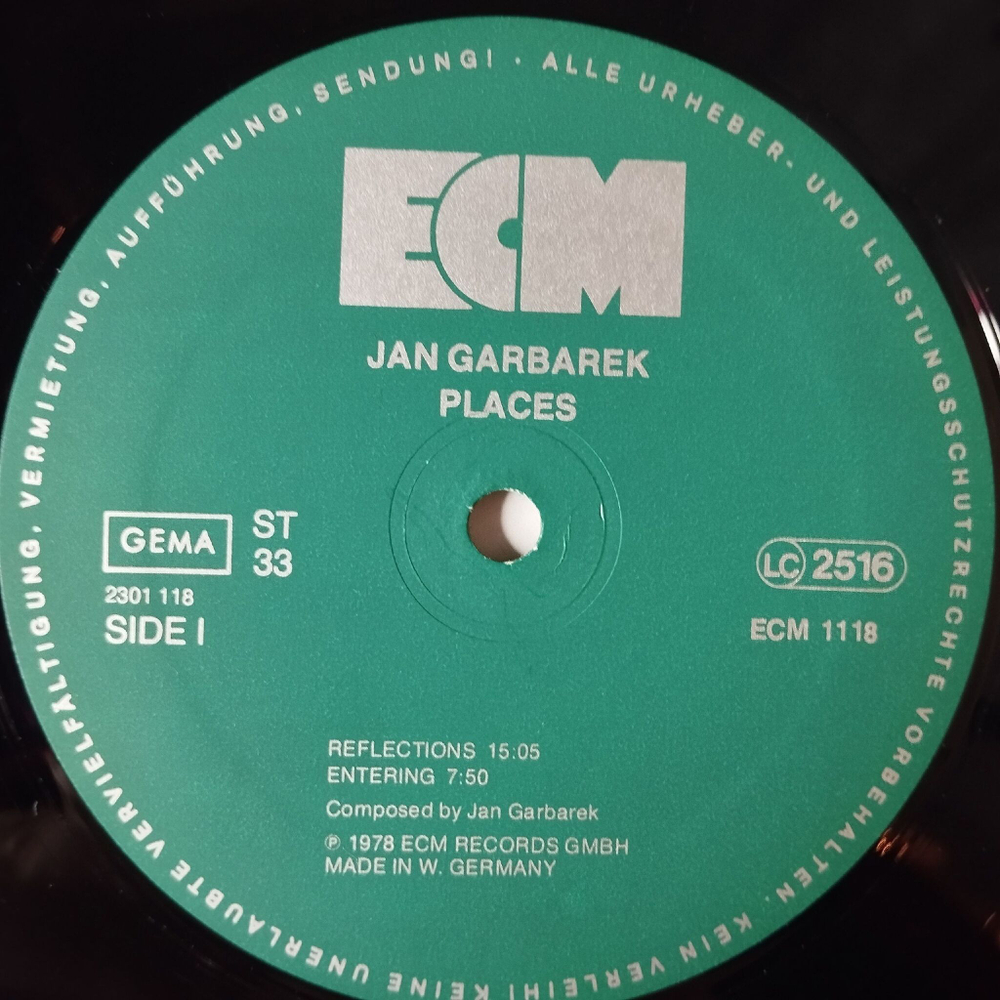 ALLE URHEBER- UND LEISTUNGSSCHUTZRECHTE VORBEHALTEN. KEIN VERLEIH! KEINE UNERLAUBTE VERVIELFÄLTIGUNG, VERMIETUNG, AUFFÜHRUNG, SENDUNG! ·
ECM
JAN GARBAREK
PLACES
GEMA
ST
33
2301 118
SIDE I
LC 2516
ECM 1118
REFLECTIONS 15:05
ENTERING 7:50
Composed by Jan Garbarek
℗ 1978 ECM RECORDS GMBH
MADE IN W. GERMANY